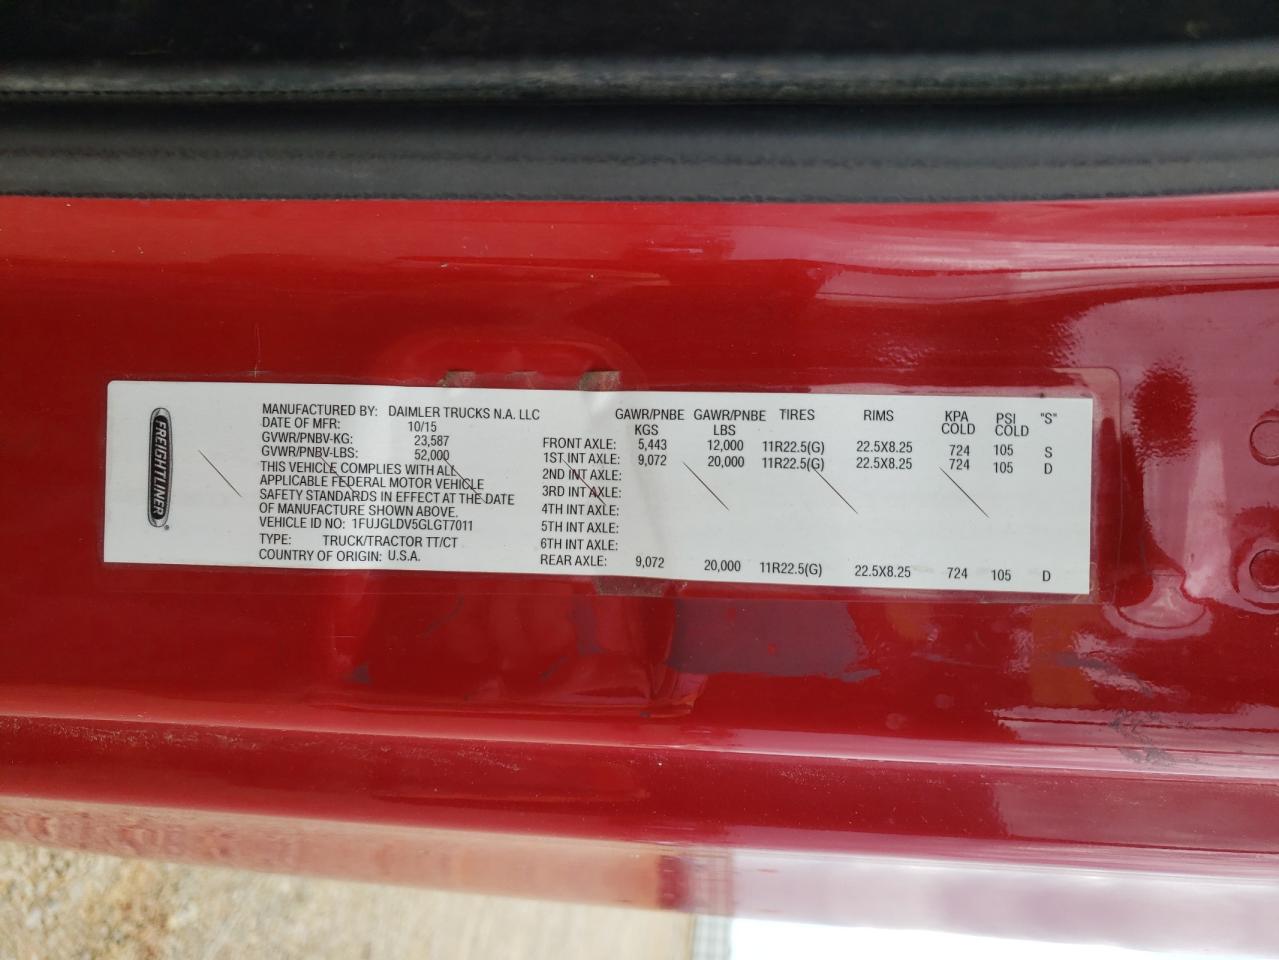 FREIGHTLINER
®
MANUFACTURED BY: DAIMLER TRUCKS N.A. LLC
DATE OF MFR: 10/15
GVWR/PNBV-KG: 23,587
GVWR/PNBV-LBS: 52,000
THIS VEHICLE COMPLIES WITH ALL
APPLICABLE FEDERAL MOTOR VEHICLE
SAFETY STANDARDS IN EFFECT AT THE DATE
OF MANUFACTURE SHOWN ABOVE.
VEHICLE ID NO: 1FUJGLDV5GLGT7011
TYPE: TRUCK/TRACTOR TT/CT
COUNTRY OF ORIGIN: U.S.A.
GAWR/PNBE GAWR/PNBE TIRES RIMS KPA PSI "S"
KGS LBS COLD COLD
FRONT AXLE: 5,443 12,000 11R22.5(G) 22.5X8.25 724 105 S
1ST INT AXLE: 9,072 20,000 11R22.5(G) 22.5X8.25 724 105 D
2ND INT AXLE:
3RD INT AXLE:
4TH INT AXLE:
5TH INT AXLE:
6TH INT AXLE:
REAR AXLE: 9,072 20,000 11R22.5(G) 22.5X8.25 724 105 D